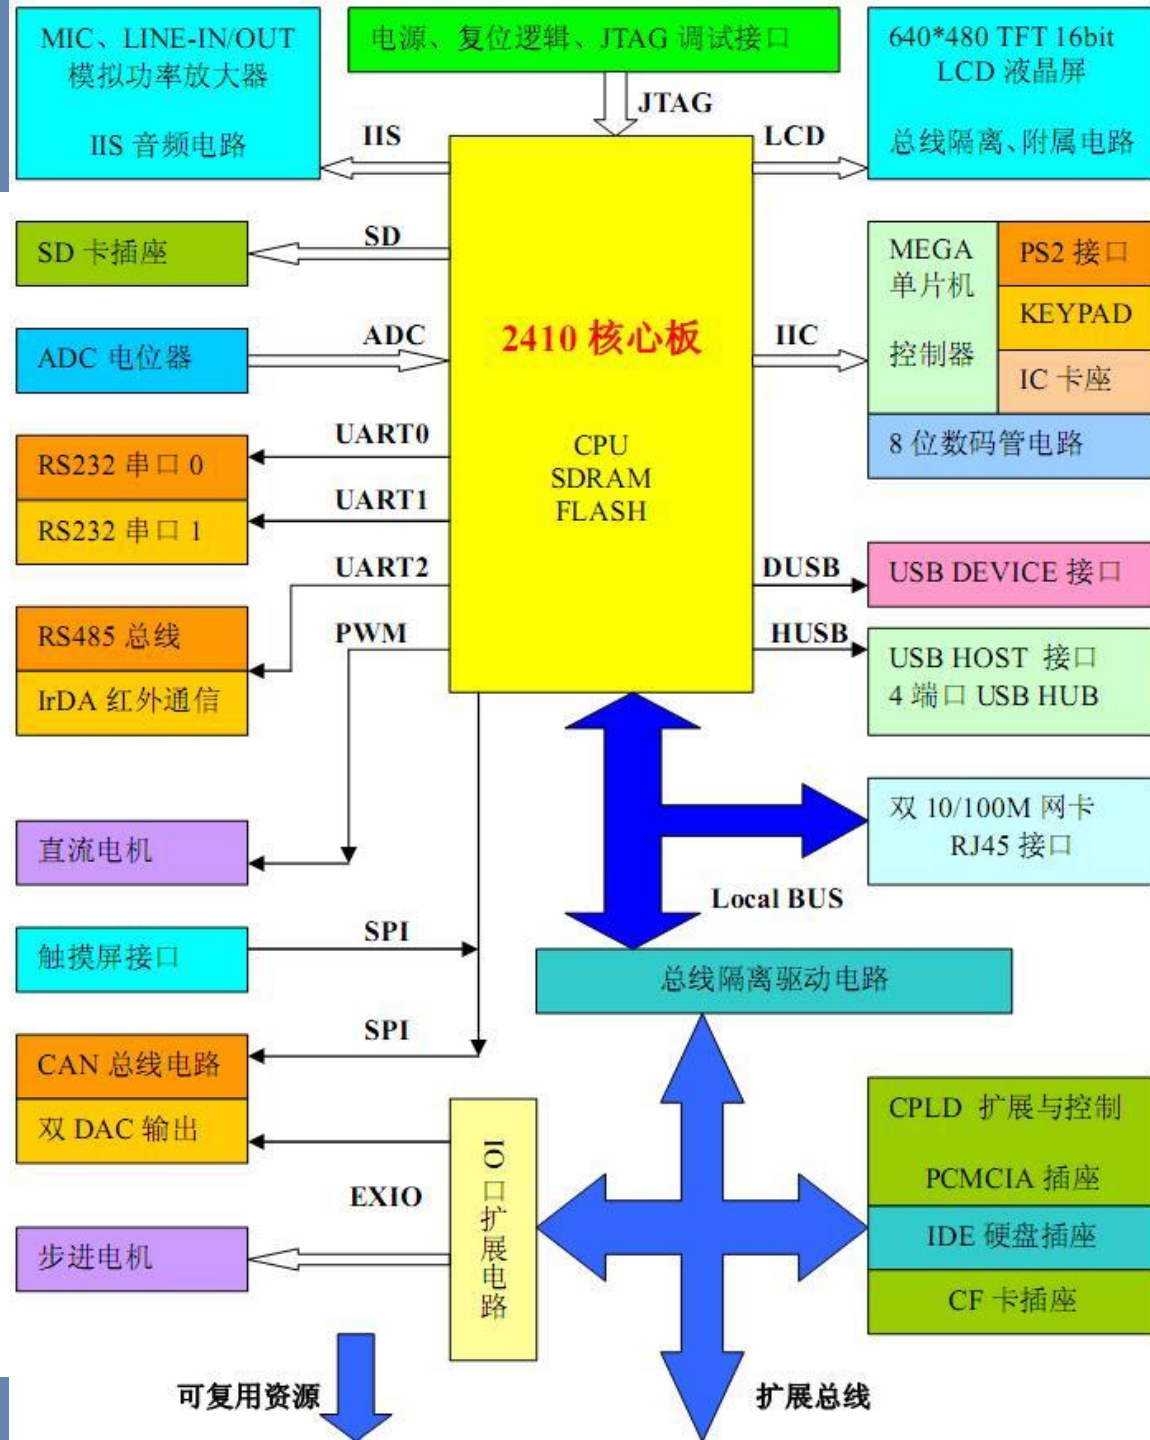 MIC、LINE-IN/OUT
模拟功率放大器
IIS 音频电路
电源、复位逻辑、JTAG 调试接口
640*480 TFT 16bit
LCD 液晶屏
总线隔离、附属电路
JTAG
IIS
LCD
SD 卡插座
SD
MEGA
单片机
控制器
PS2 接口
KEYPAD
IC 卡座
8 位数码管电路
ADC 电位器
ADC
2410 核心板
IIC
CPU
SDRAM
FLASH
RS232 串口 0
UART0
RS232 串口 1
UART1
UART2
DUSB
USB DEVICE 接口
RS485 总线
PWM
HUSB
IrDA 红外通信
USB HOST 接口
4 端口 USB HUB
直流电机
双 10/100M 网卡
RJ45 接口
Local BUS
触摸屏接口
SPI
总线隔离驱动电路
SPI
CAN 总线电路
双 DAC 输出
IO 口扩展电路
EXIO
步进电机
CPLD 扩展与控制
PCMCIA 插座
IDE 硬盘插座
CF 卡插座
可复用资源
扩展总线